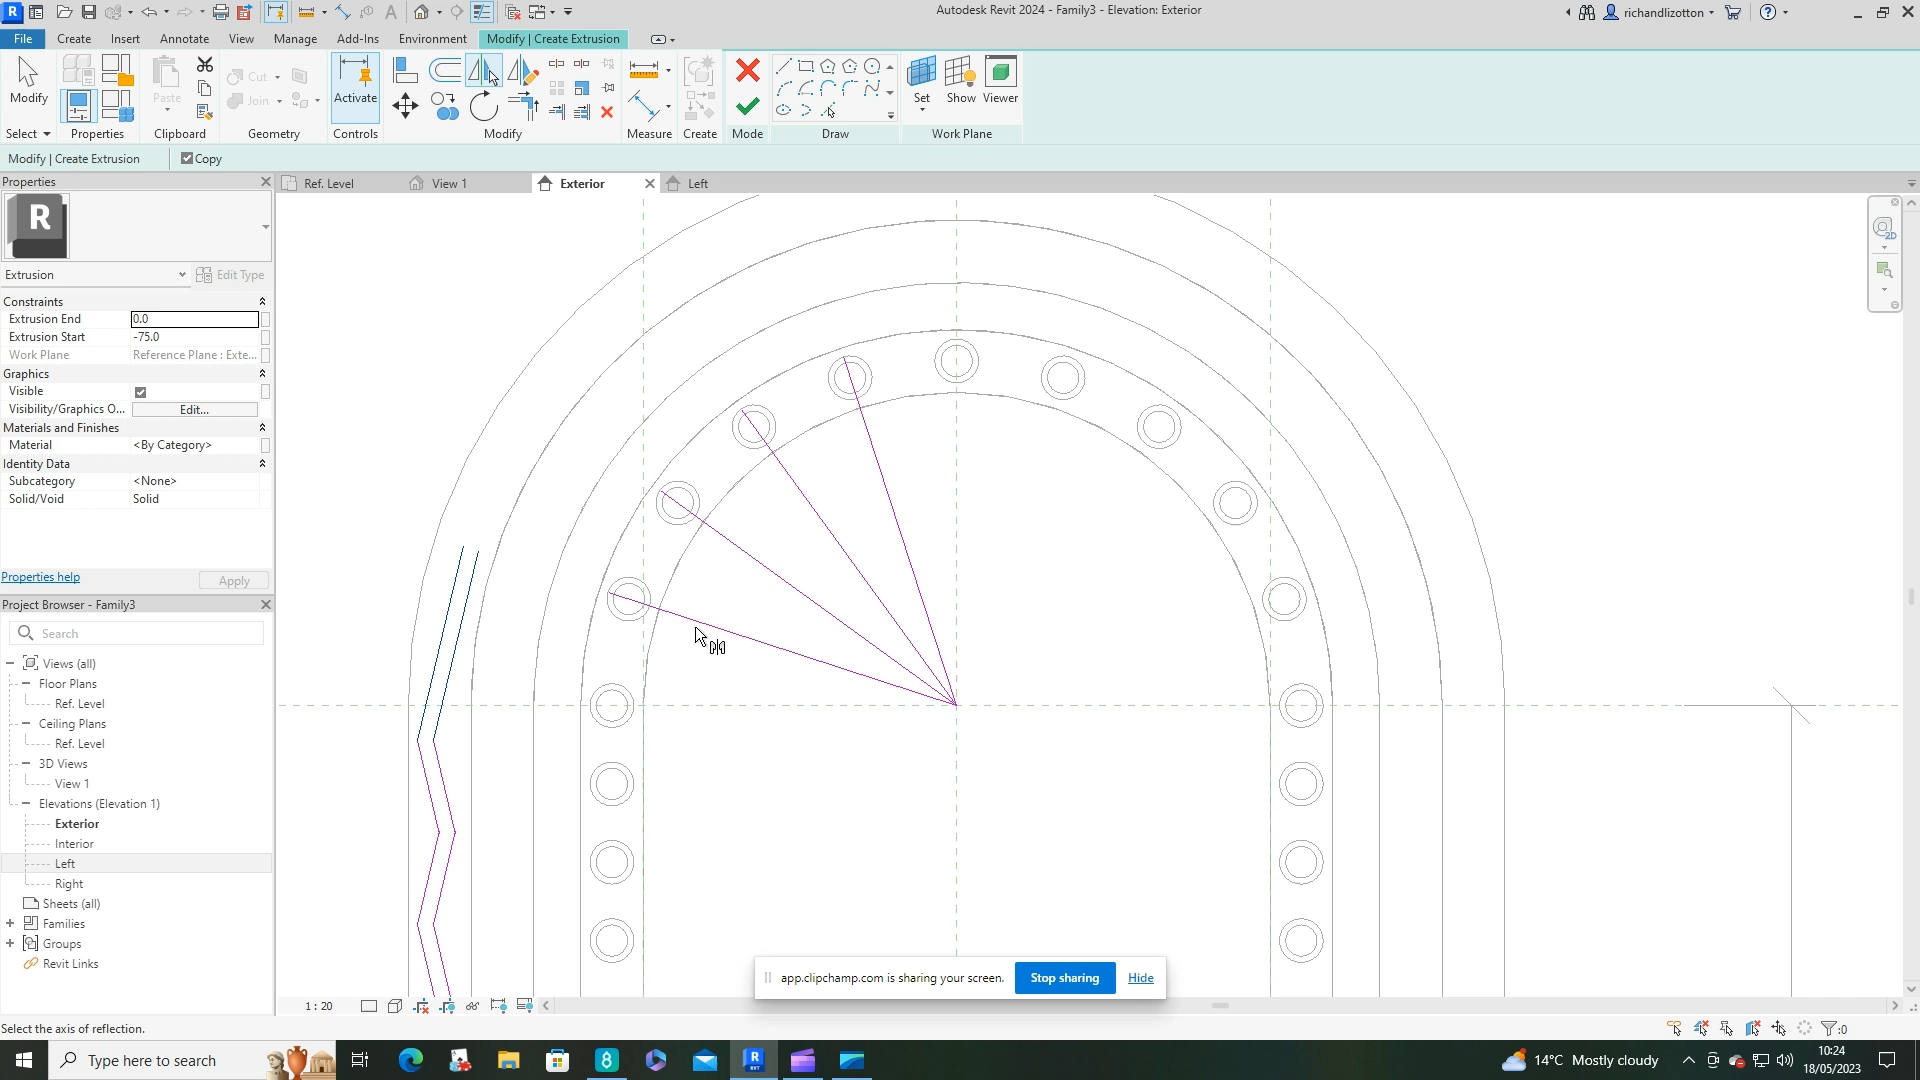 Autodesk Revit 2024 - Family3 - Elevation: Exterior
richandlizotton
File
Create
Insert
Annotate
View
Manage
Add-Ins
Environment
Modify | Create Extrusion
Modify
Paste
Cut
Join
Activate
Set
Show
Viewer
Select
Properties
Clipboard
Geometry
Controls
Modify
Measure
Create
Mode
Draw
Work Plane
Modify | Create Extrusion
Copy
Properties
R
Extrusion
Edit Type
Constraints
Extrusion End 0.0
Extrusion Start -75.0
Work Plane Reference Plane : Exte...
Graphics
Visible
Visibility/Graphics O... Edit...
Materials and Finishes
Material <By Category>
Identity Data
Subcategory <None>
Solid/Void Solid
Properties help
Apply
Project Browser - Family3
Search
Views (all)
Floor Plans
Ref. Level
Ceiling Plans
Ref. Level
3D Views
View 1
Elevations (Elevation 1)
Exterior
Interior
Left
Right
Sheets (all)
Families
Groups
Revit Links
Ref. Level
View 1
Exterior
Left
2D
app.clipchamp.com is sharing your screen.
Stop sharing
Hide
1 : 20
Select the axis of reflection.
:0
Type here to search
14°C Mostly cloudy
10:24
18/05/2023